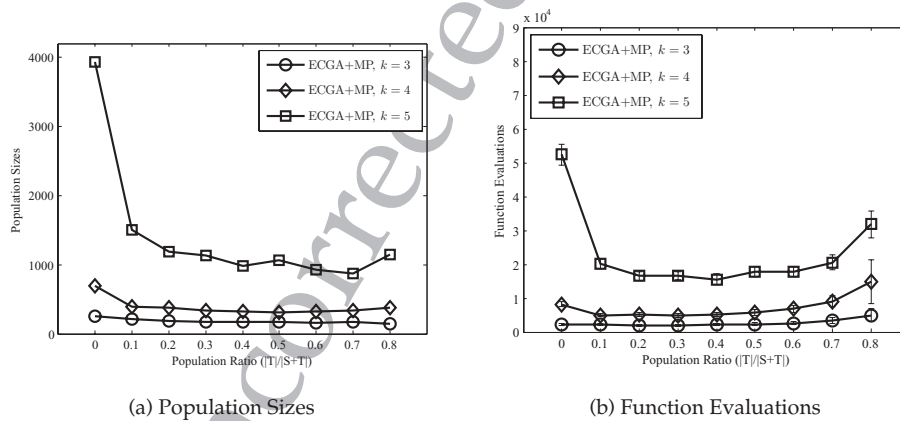 4000
3000
2000
1000
0
Population Sizes
ECGA+MP, k = 3
ECGA+MP, k = 4
ECGA+MP, k = 5
0 0.1 0.2 0.3 0.4 0.5 0.6 0.7 0.8
Population Ratio (|T|/|S+T|)
(a) Population Sizes
x 10^4
9
8
7
6
5
4
3
2
1
0
Function Evaluations
ECGA+MP, k = 3
ECGA+MP, k = 4
ECGA+MP, k = 5
0 0.1 0.2 0.3 0.4 0.5 0.6 0.7 0.8
Population Ratio (|T|/|S+T|)
(b) Function Evaluations